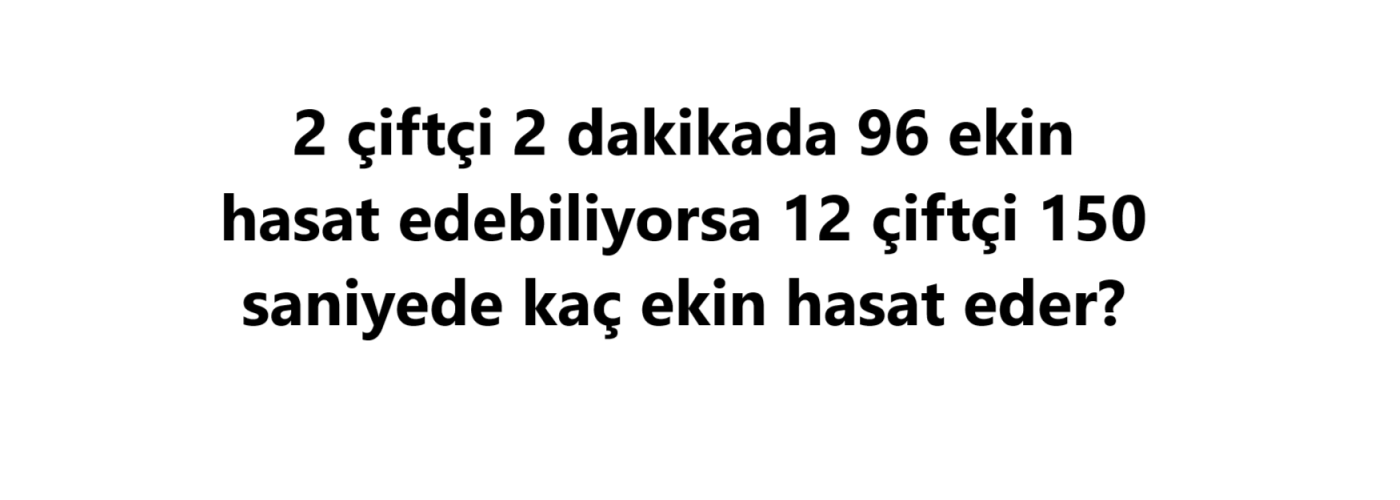 2 çiftçi 2 dakikada 96 ekin
hasat edebiliyorsa 12 çiftçi 150
saniyede kaç ekin hasat eder?